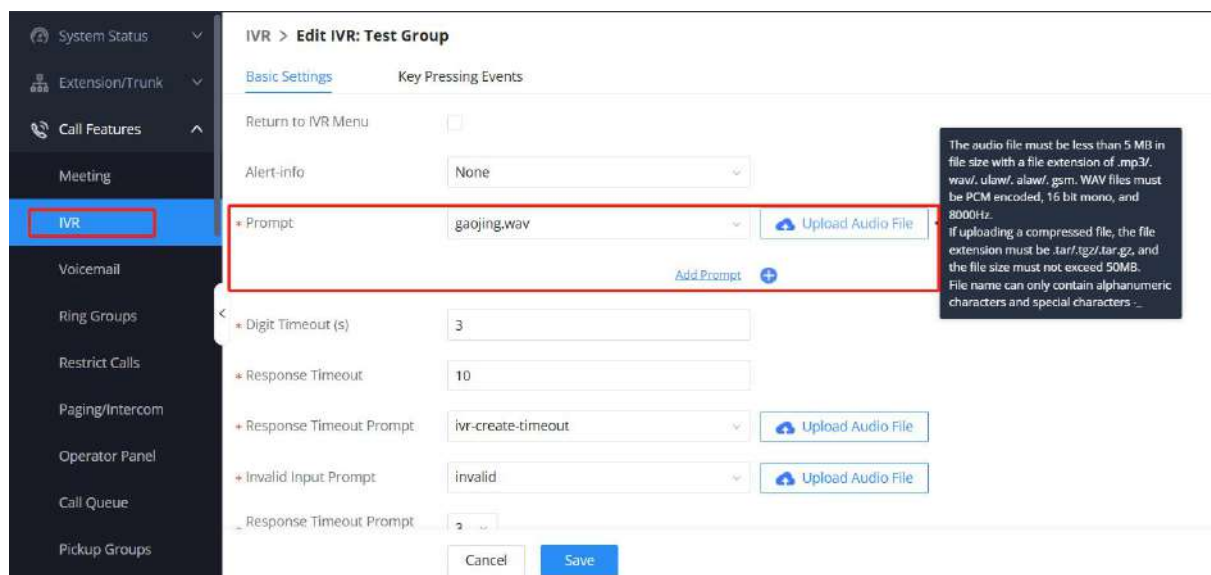 System Status
Extension/Trunk
Call Features
Meeting
IVR
Voicemail
Ring Groups
Restrict Calls
Paging/Intercom
Operator Panel
Call Queue
Pickup Groups
IVR > Edit IVR: Test Group
Basic Settings Key Pressing Events
Return to IVR Menu
Alert-info None
* Prompt gaojing.wav Upload Audio File
Add Prompt
* Digit Timeout (s) 3
* Response Timeout 10
* Response Timeout Prompt ivr-create-timeout Upload Audio File
* Invalid Input Prompt invalid Upload Audio File
Response Timeout Prompt 3
Cancel Save
The audio file must be less than 5 MB in
file size with a file extension of .mp3/.
wav/. ulaw/. alaw/. gsm. WAV files must
be PCM encoded, 16 bit mono, and
8000Hz.
If uploading a compressed file, the file
extension must be .tar/.tgz/.tar.gz, and
the file size must not exceed 50MB.
File name can only contain alphanumeric
characters and special characters -_